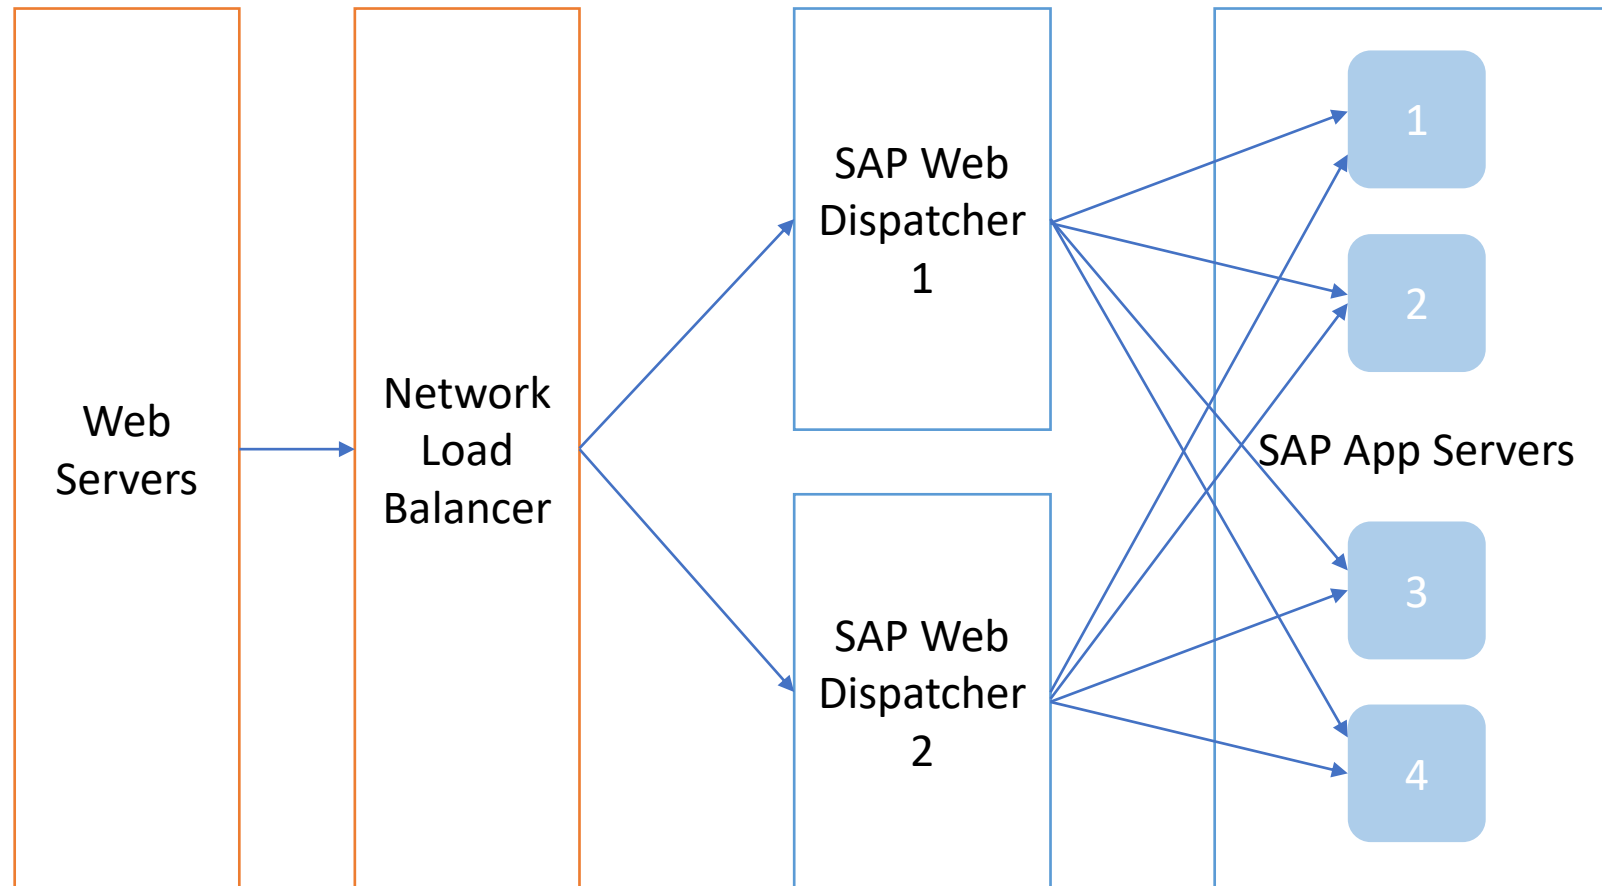 Web
Servers
Network
Load
Balancer
SAP Web
Dispatcher
1
SAP Web
Dispatcher
2
1
2
SAP App Servers
3
4